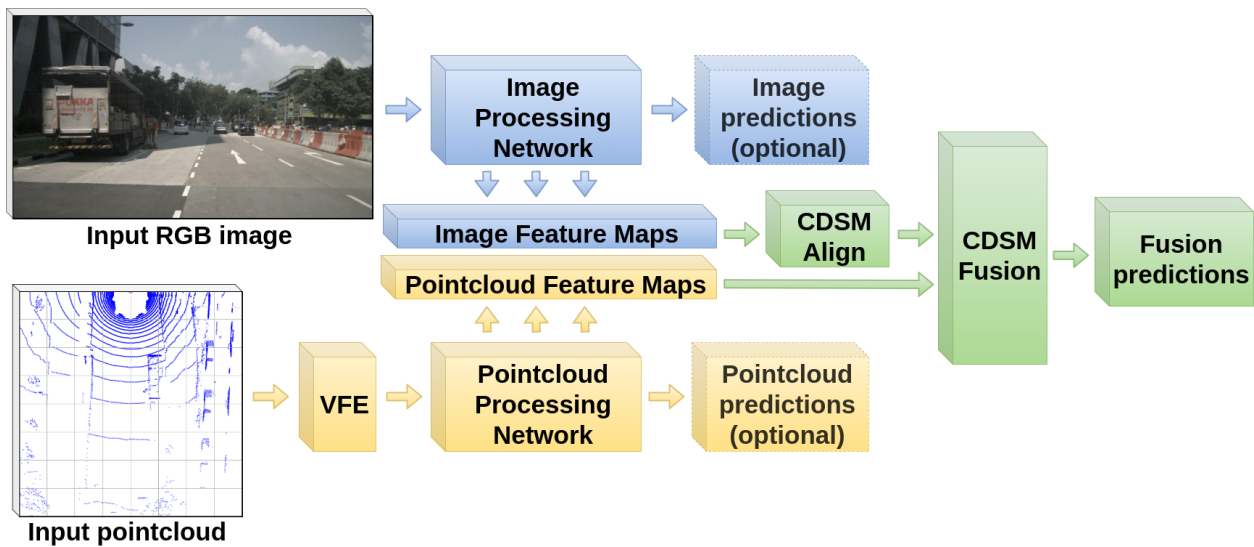 Image
Processing
Network
Image
predictions
(optional)
Input RGB image
Image Feature Maps
CDSM
Align
CDSM
Fusion
Fusion
predictions
Pointcloud Feature Maps
VFE
Pointcloud
Processing
Network
Pointcloud
predictions
(optional)
Input pointcloud